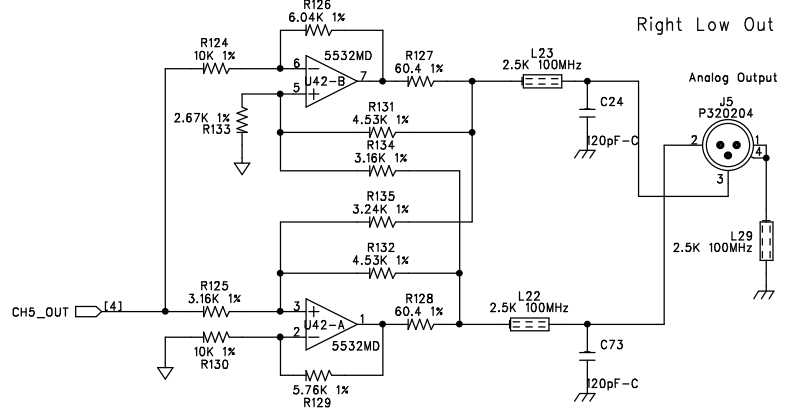 R126
6.04K 1%
Right Low Out
R124
10K 1%
5532MD
R127
60.4 1%
L23
2.5K 100MHz
6
U42-B
7
5
Analog Output
J5
P320204
C24
120pF-C
2.67K 1%
R133
R131
4.53K 1%
R134
3.16K 1%
2
1
4
3
R135
3.24K 1%
L29
2.5K 100MHz
R132
4.53K 1%
R125
3.16K 1%
R128
60.4 1%
L22
2.5K 100MHz
CH5_OUT
[4]
3
U42-A
1
2
5532MD
10K 1%
R130
C73
120pF-C
5.76K 1%
R129